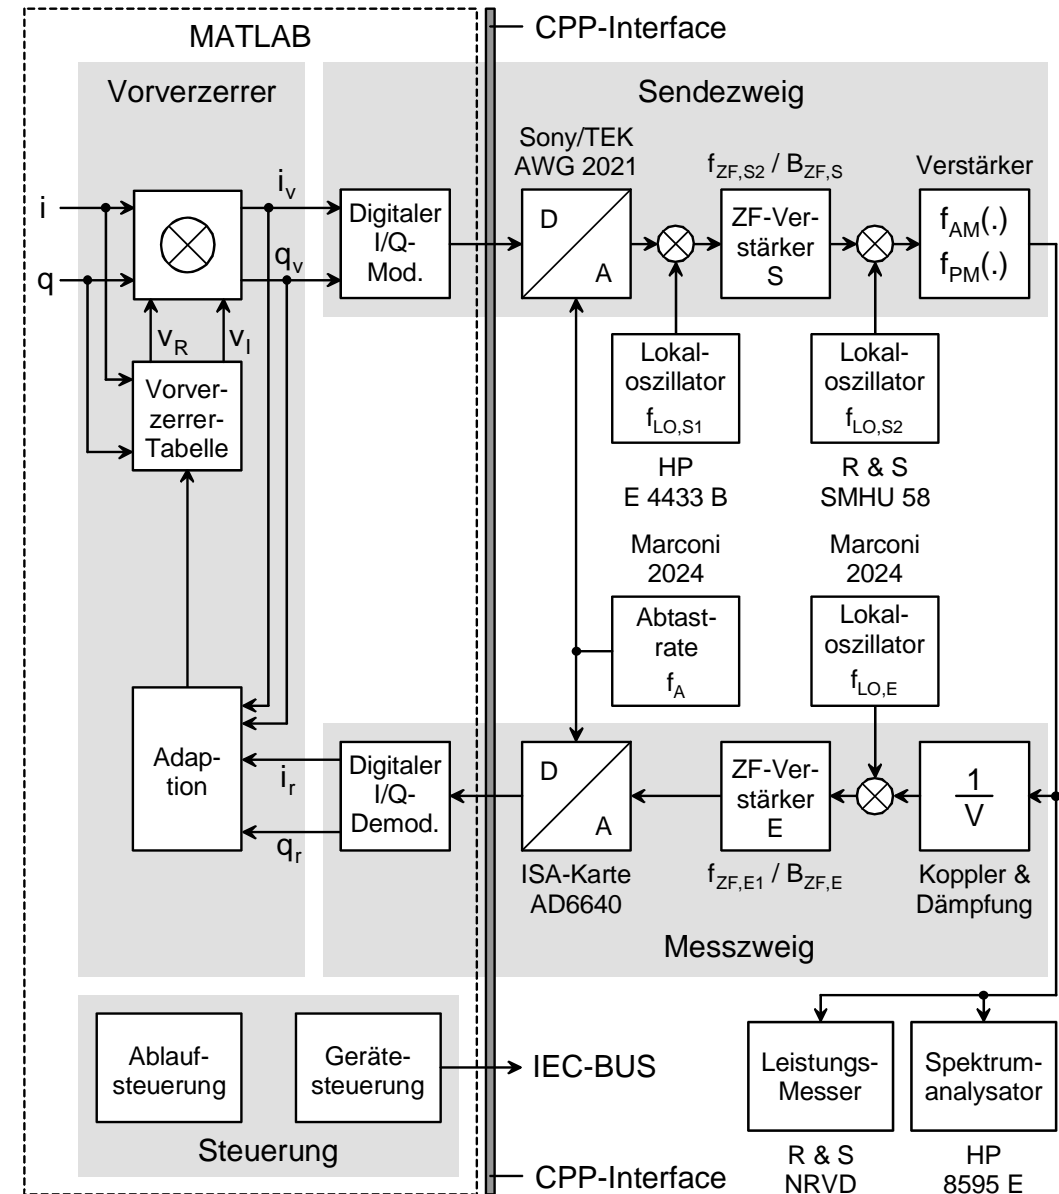 MATLAB
CPP-Interface
Vorverzerrer
Sendezweig
Sony/TEK
AWG 2021
f_ZF,S2 / B_ZF,S
Verstärker
i
q
i_v
q_v
Digitaler
I/Q-
Mod.
D
A
ZF-Ver-
stärker
S
f_AM(.)
f_PM(.)
v_R
v_I
Vorver-
zerrer-
Tabelle
Lokal-
oszillator
f_LO,S1
HP
E 4433 B
Lokal-
oszillator
f_LO,S2
R & S
SMHU 58
Marconi
2024
Abtast-
rate
f_A
Marconi
2024
Lokal-
oszillator
f_LO,E
Adap-
tion
i_r
q_r
Digitaler
I/Q-
Demod.
D
A
ISA-Karte
AD6640
ZF-Ver-
stärker
E
f_ZF,E1 / B_ZF,E
1
V
Koppler &
Dämpfung
Messzweig
Ablauf-
steuerung
Geräte-
steuerung
Steuerung
IEC-BUS
Leistungs-
Messer
R & S
NRVD
Spektrum-
analysator
HP
8595 E
CPP-Interface